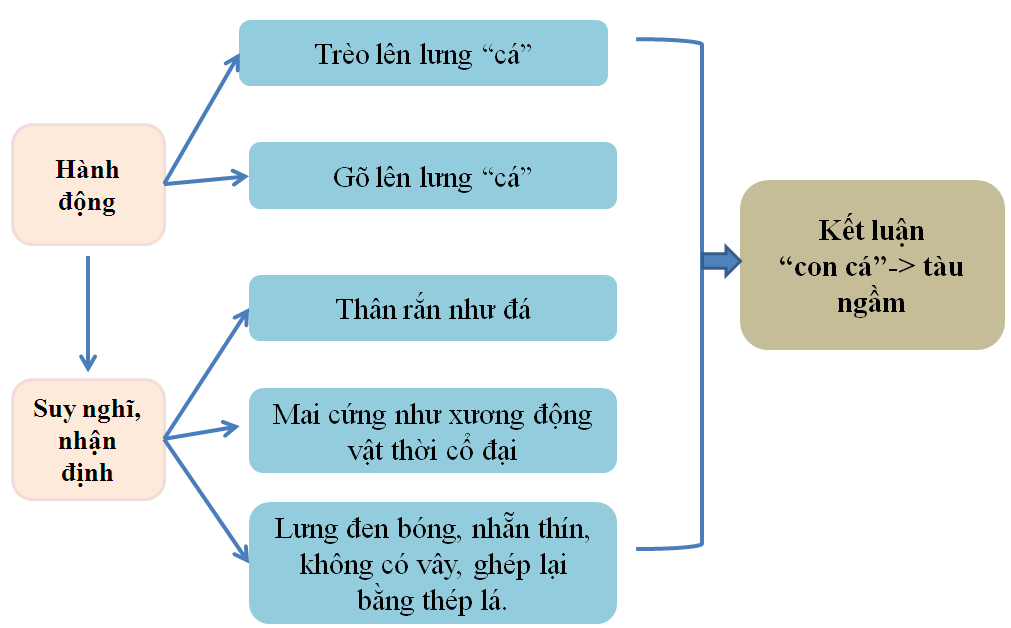 Hành
động
Trèo lên lưng “cá”
Gõ lên lưng “cá”
Suy nghĩ,
nhận
định
Thân rắn như đá
Mai cứng như xương động
vật thời cổ đại
Lưng đen bóng, nhẵn thín,
không có vây, ghép lại
bằng thép lá.
Kết luận
“con cá”-> tàu
ngầm